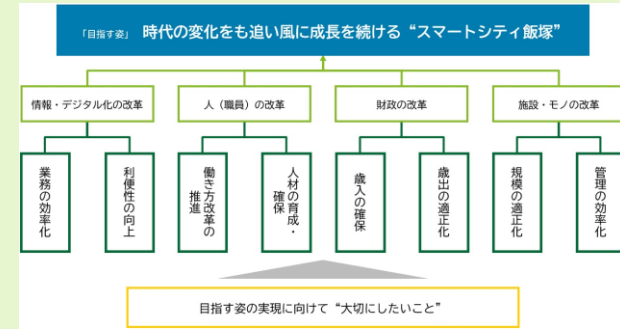 「目指す姿」 時代の変化をも追い風に成長を続ける“スマートシティ飯塚”
情報・デジタル化の改革
人（職員）の改革
財政の改革
施設・モノの改革
業務の効率化
利便性の向上
働き方改革の
推進
人材の育成・
確保
歳入の確保
歳出の適正化
規模の適正化
管理の効率化
目指す姿の実現に向けて“大切にしたいこと”